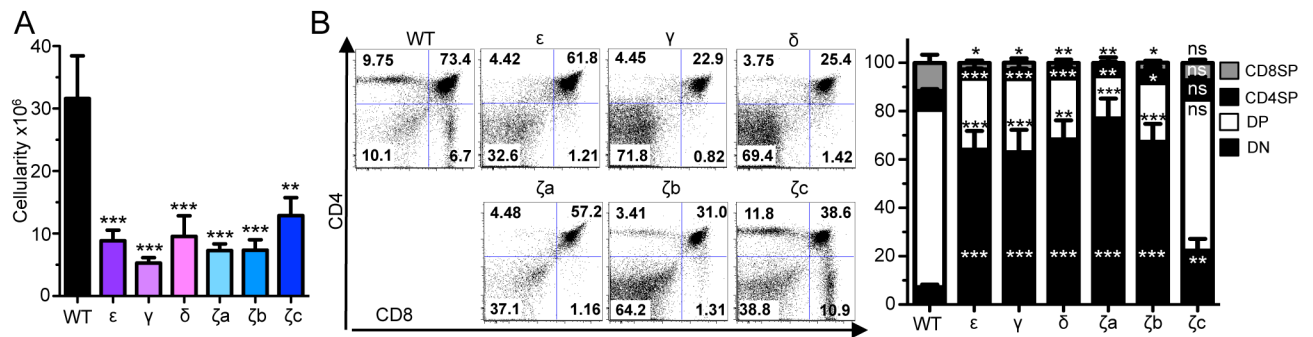 A
Cellularity x10⁶
40
30
20
10
0
*** *** *** *** *** **
WT ε γ δ ζa ζb ζc
B
CD4
CD8
WT ε γ δ
9.75 73.4 4.42 61.8 4.45 22.9 3.75 25.4
10.1 6.7 32.6 1.21 71.8 0.82 69.4 1.42
ζa ζb ζc
4.48 57.2 3.41 31.0 11.8 38.6
37.1 1.16 64.2 1.31 38.8 10.9
100
80
60
40
20
0
* * ** ** * ns
*** *** *** ** * ns
*** *** ** *** *** ns
ns
*** *** *** *** *** **
WT ε γ δ ζa ζb ζc
CD8SP
CD4SP
DP
DN